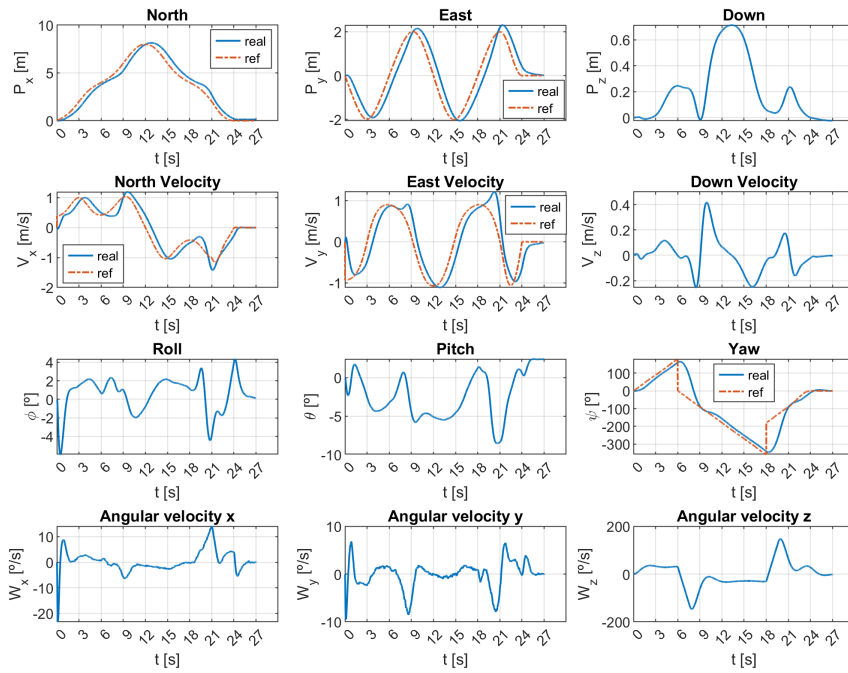 North
East
Down
10
5
0
P_x [m]
real
ref
0 3 6 9 12 15 18 21 24 27
t [s]
2
0
-2
P_y [m]
real
ref
0 3 6 9 12 15 18 21 24 27
t [s]
0.6
0.4
0.2
0
P_z [m]
0 3 6 9 12 15 18 21 24 27
t [s]
North Velocity
East Velocity
Down Velocity
1
0
-1
-2
V_x [m/s]
real
ref
0 3 6 9 12 15 18 21 24 27
t [s]
1
0
-1
V_y [m/s]
real
ref
0 3 6 9 12 15 18 21 24 27
t [s]
0.4
0.2
0
-0.2
V_z [m/s]
0 3 6 9 12 15 18 21 24 27
t [s]
Roll
Pitch
Yaw
4
2
0
-2
-4
ϕ [º]
0 3 6 9 12 15 18 21 24 27
t [s]
0
-5
-10
θ [º]
0 3 6 9 12 15 18 21 24 27
t [s]
100
0
-100
-200
-300
ψ [º]
real
ref
0 3 6 9 12 15 18 21 24 27
t [s]
Angular velocity x
Angular velocity y
Angular velocity z
10
0
-10
-20
W_x [º/s]
0 3 6 9 12 15 18 21 24 27
t [s]
10
0
-10
W_y [º/s]
0 3 6 9 12 15 18 21 24 27
t [s]
200
0
-200
W_z [º/s]
0 3 6 9 12 15 18 21 24 27
t [s]